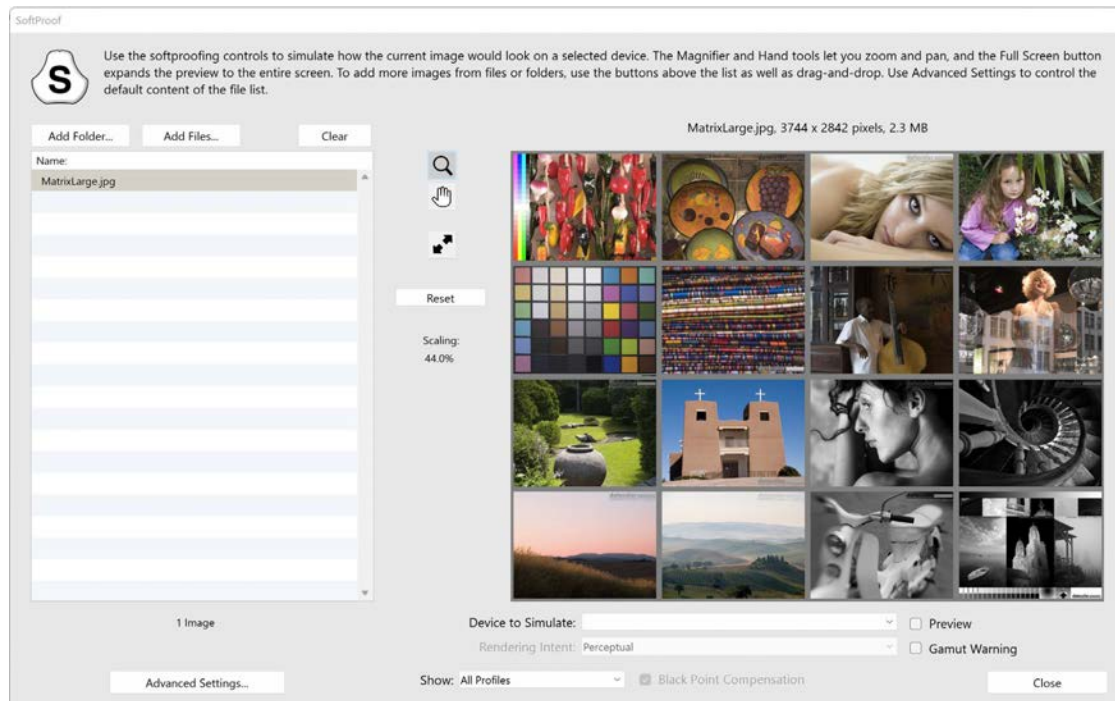 SoftProof
Use the softproofing controls to simulate how the current image would look on a selected device. The Magnifier and Hand tools let you zoom and pan, and the Full Screen button
expands the preview to the entire screen. To add more images from files or folders, use the buttons above the list as well as drag-and-drop. Use Advanced Settings to control the
default content of the file list.
S
Add Folder... Add Files... Clear
MatrixLarge.jpg, 3744 x 2842 pixels, 2.3 MB
Name:
MatrixLarge.jpg
Reset
Scaling:
44.0%
1 Image
Device to Simulate:
Preview
Rendering Intent: Perceptual
Gamut Warning
Advanced Settings...
Show: All Profiles
Black Point Compensation
Close